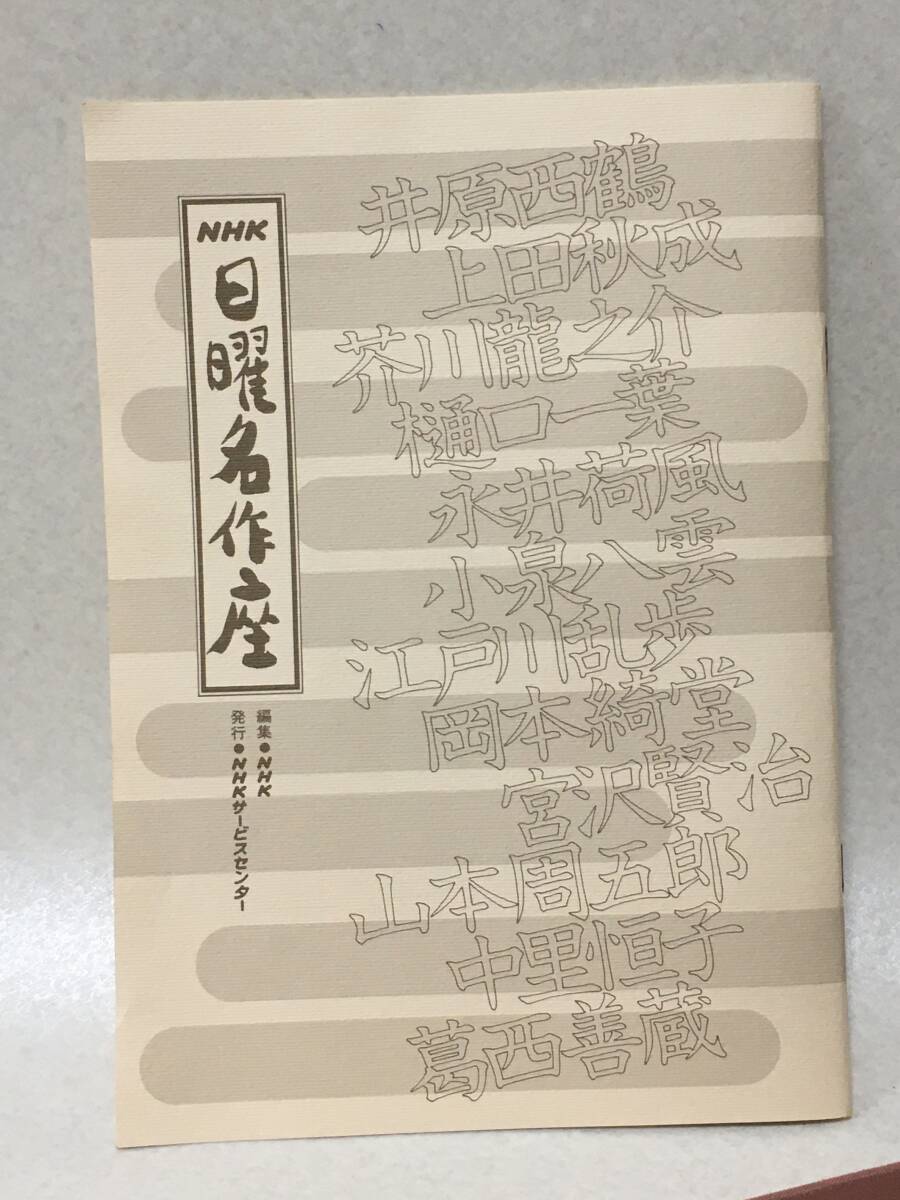 NHK
日曜名作座
編集●NHK
発行●NHKサービスセンター
井原西鶴
上田秋成
芥川龍之介
樋口一葉
永井荷風
小泉八雲
江戸川乱歩
岡本綺堂
宮沢賢治
山本周五郎
中里恒子
葛西善蔵